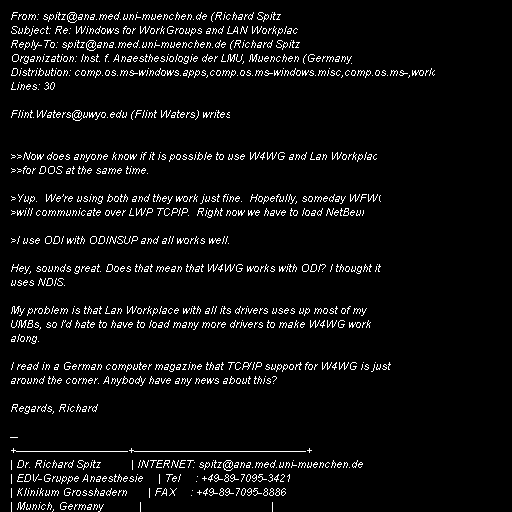 From: spitz@ana.med.uni-muenchen.de (Richard Spitz
Subject: Re: Windows for WorkGroups and LAN Workplac
Reply-To: spitz@ana.med.uni-muenchen.de (Richard Spitz
Organization: Inst. f. Anaesthesiologie der LMU, Muenchen (Germany
Distribution: comp.os.ms-windows.apps,comp.os.ms-windows.misc,comp.os.ms-,work
Lines: 30
Flint.Waters@uwyo.edu (Flint Waters) writes
>>Now does anyone know if it is possible to use W4WG and Lan Workplac
>>for DOS at the same time.
>Yup.  We're using both and they work just fine.  Hopefully, someday WFW
>will communicate over LWP TCPIP.  Right now we have to load NetBeui
>I use ODI with ODINSUP and all works well.
Hey, sounds great. Does that mean that W4WG works with ODI? I thought it
uses NDIS.
My problem is that Lan Workplace with all its drivers uses up most of my
UMBs, so I'd hate to have to load many more drivers to make W4WG work
along.
I read in a German computer magazine that TCP/IP support for W4WG is just
around the corner. Anybody have any news about this?
Regards, Richard
--
+---------------------------+------------------------------------------+
| Dr. Richard Spitz | INTERNET: spitz@ana.med.uni-muenchen.de
| EDV-Gruppe Anaesthesie | Tel : +49-89-7095-3421
| Klinikum Grosshadern | FAX : +49-89-7095-8886
| Munich, Germany | |